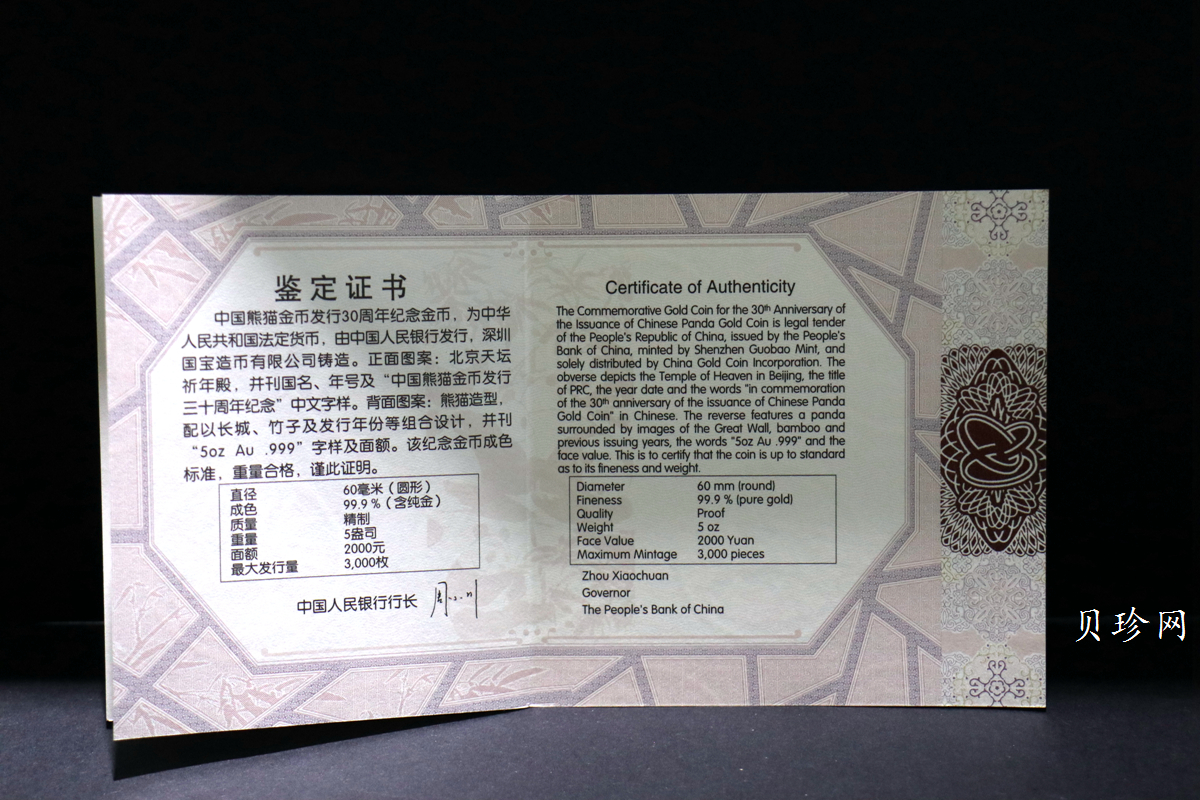 鉴定证书
中国熊猫金币发行30周年纪念金币，为中华
人民共和国法定货币，由中国人民银行发行，深圳
国宝造币有限公司铸造。正面图案：北京天坛
祈年殿，并刊国名、年号及“中国熊猫金币发行
三十周年纪念”中文字样。背面图案：熊猫造型，
配以长城、竹子及发行年份等组合设计，并刊
“5oz Au .999”字样及面额。该纪念金币成色
标准，重量合格，谨此证明。
直径 60毫米（圆形）
成色 99.9％（含纯金）
质量 精制
重量 5盎司
面额 2000元
最大发行量 3,000枚
中国人民银行行长
Certificate of Authenticity
The Commemorative Gold Coin for the 30th Anniversary of
the Issuance of Chinese Panda Gold Coin is legal tender
of the People's Republic of China, issued by the People's
Bank of China, minted by Shenzhen Guobao Mint, and
solely distributed by China Gold Coin Incorporation. The
obverse depicts the Temple of Heaven in Beijing, the title
of PRC, the year date and the words "in commemoration
of the 30th anniversary of the issuance of Chinese Panda
Gold Coin" in Chinese. The reverse features a panda
surrounded by images of the Great Wall, bamboo and
previous issuing years, the words "5oz Au .999" and the
face value. This is to certify that the coin is up to standard
as to its fineness and weight.
Diameter 60 mm (round)
Fineness 99.9 % (pure gold)
Quality Proof
Weight 5 oz
Face Value 2000 Yuan
Maximum Mintage 3,000 pieces
Zhou Xiaochuan
Governor
The People's Bank of China
贝珍网